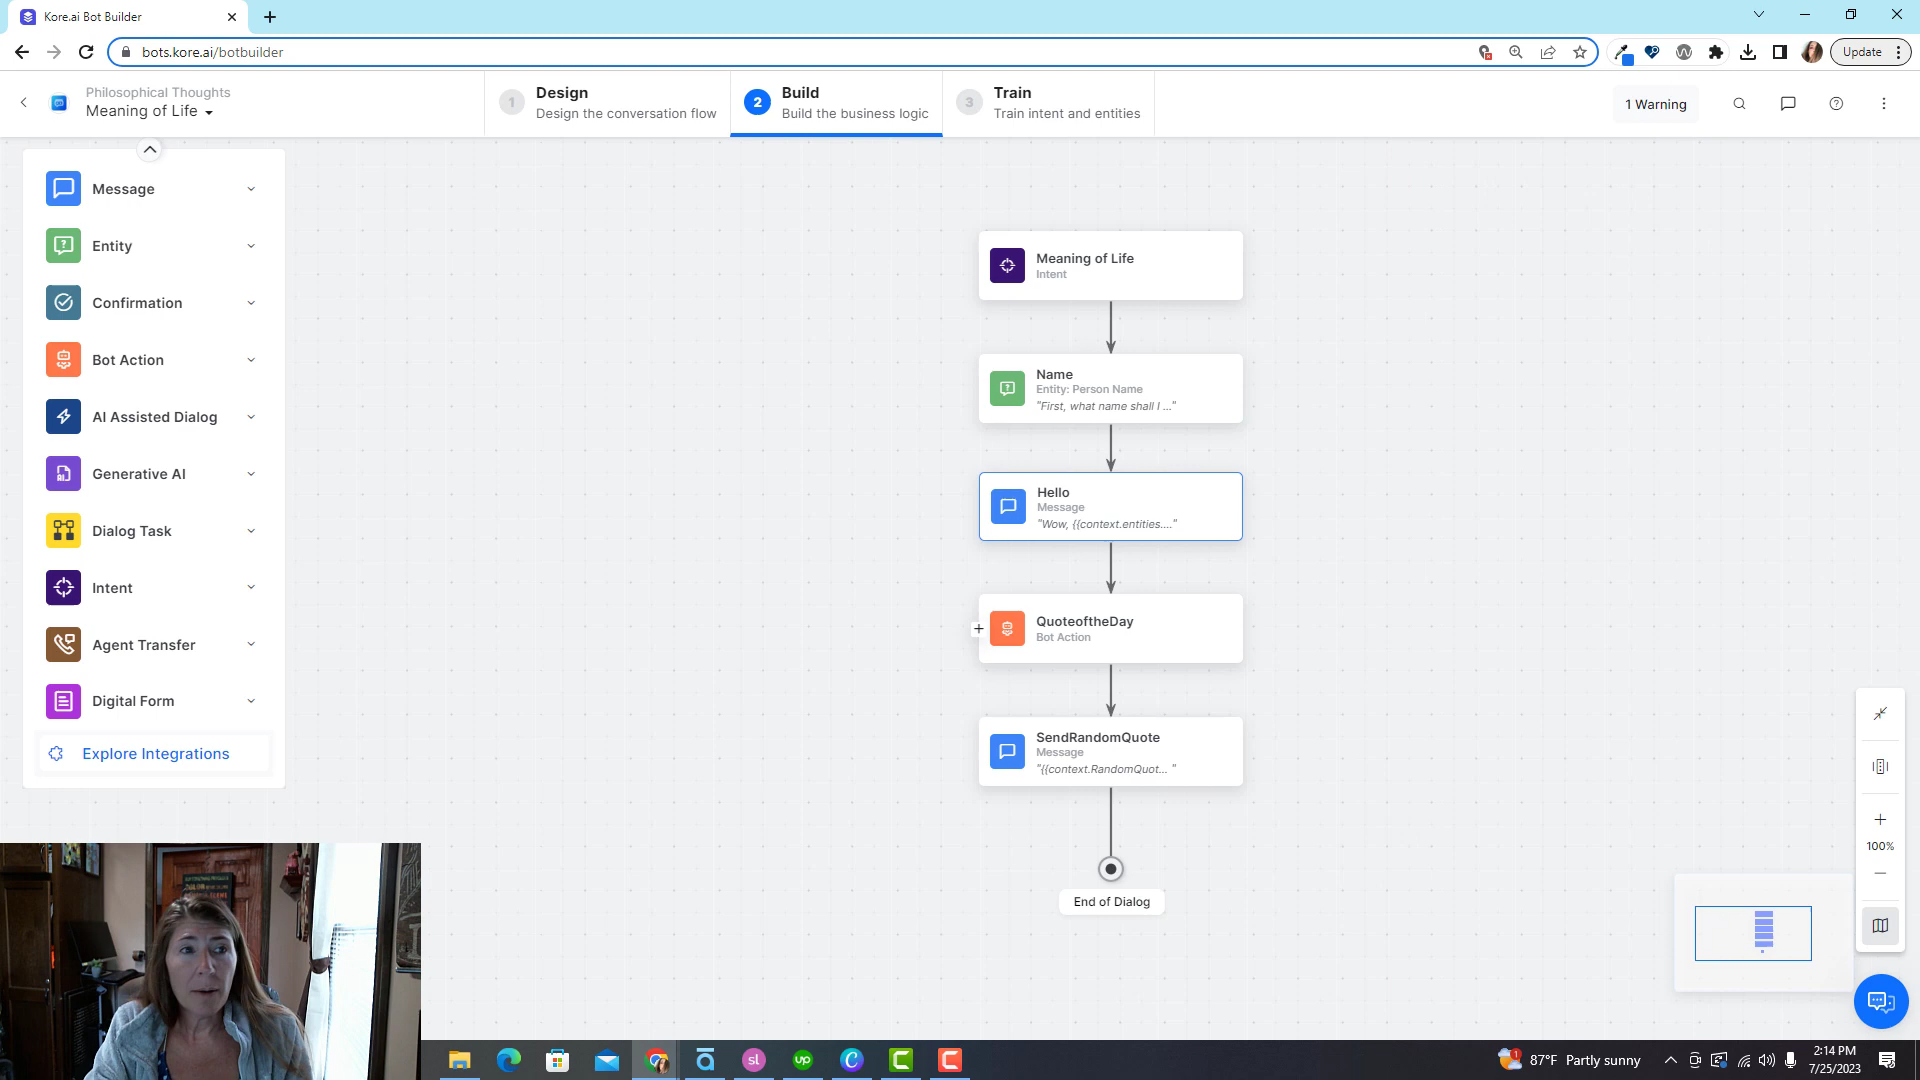 Kore.ai Bot Builder
bots.kore.ai/botbuilder
Update
Philosophical Thoughts
Meaning of Life
1
Design
Design the conversation flow
2
Build
Build the business logic
3
Train
Train intent and entities
1 Warning
Message
Entity
Confirmation
Bot Action
AI Assisted Dialog
Generative AI
Dialog Task
Intent
Agent Transfer
Digital Form
Explore Integrations
Meaning of Life
Intent
Name
Entity: Person Name
"First, what name shall I ..."
Hello
Message
"Wow, {{context.entities...."
QuoteoftheDay
Bot Action
SendRandomQuote
Message
"{{context.RandomQuot... "
End of Dialog
100%
87°F Partly sunny
2:14 PM
7/25/2023